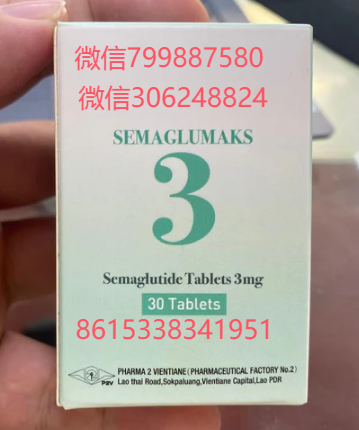 微信799887580
微信306248824
SEMAGLUMAKS
3
Semaglutide Tablets 3mg
30 Tablets
8615338341951
PHARMA 2 VIENTIANE (PHARMACEUTICAL FACTORY No.2)
P2V
Lao thai Road,Sokpaluang,Vientiane Capital,Lao PDR